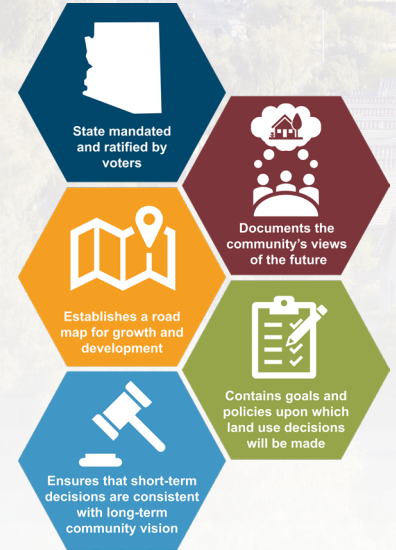 State mandated
and ratified by
voters
Documents the
community's views
of the future
Establishes a road
map for growth and
development
Contains goals and
policies upon which
land use decisions
will be made
Ensures that short-term
decisions are consistent
with long-term
community vision